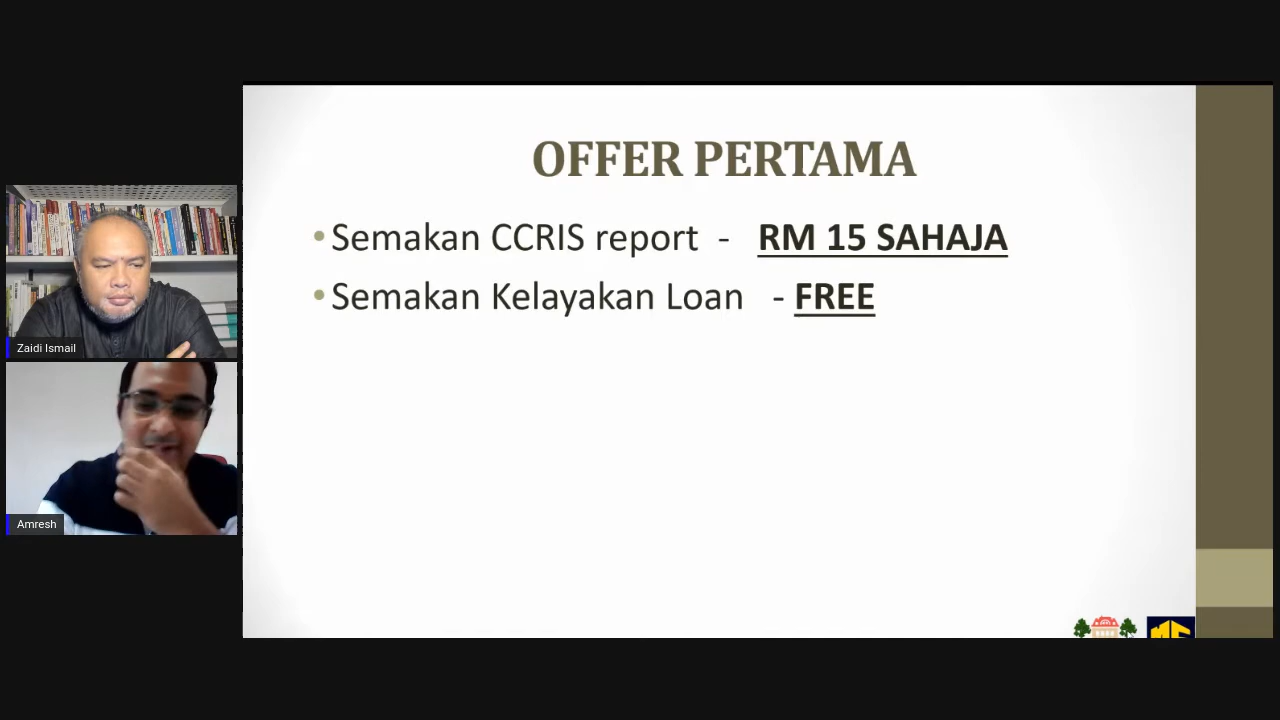 OFFER PERTAMA
• Semakan CCRIS report - RM 15 SAHAJA
• Semakan Kelayakan Loan - FREE
Zaidi Ismail
Amresh